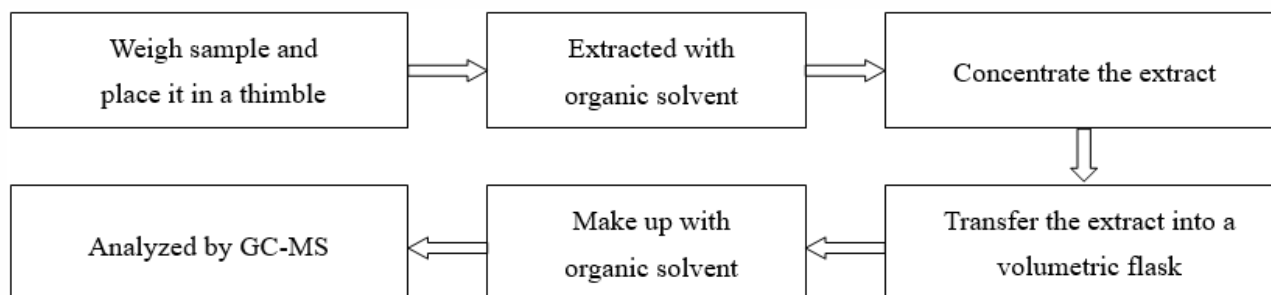 Weigh sample and
place it in a thimble
Extracted with
organic solvent
Concentrate the extract
Transfer the extract into a
volumetric flask
Make up with
organic solvent
Analyzed by GC-MS